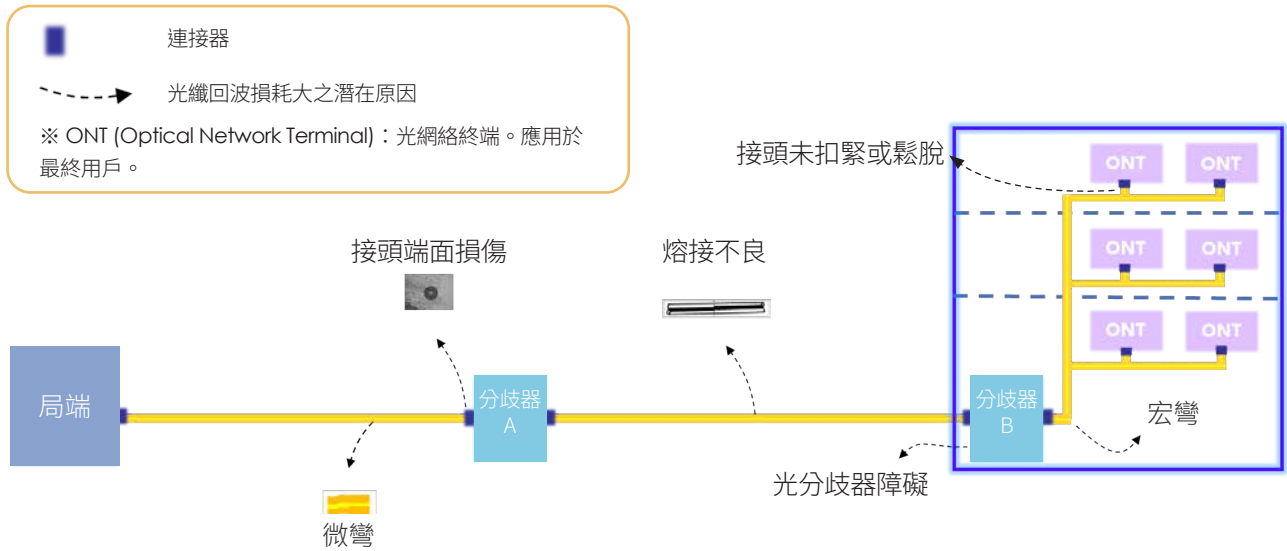 連接器
光纖回波損耗大之潛在原因
※ ONT (Optical Network Terminal)：光網絡終端。應用於
最終用戶。
接頭未扣緊或鬆脫
ONT
ONT
接頭端面損傷
熔接不良
ONT
ONT
ONT
ONT
局端
分歧器
A
分歧器
B
宏彎
光分歧器障礙
微彎